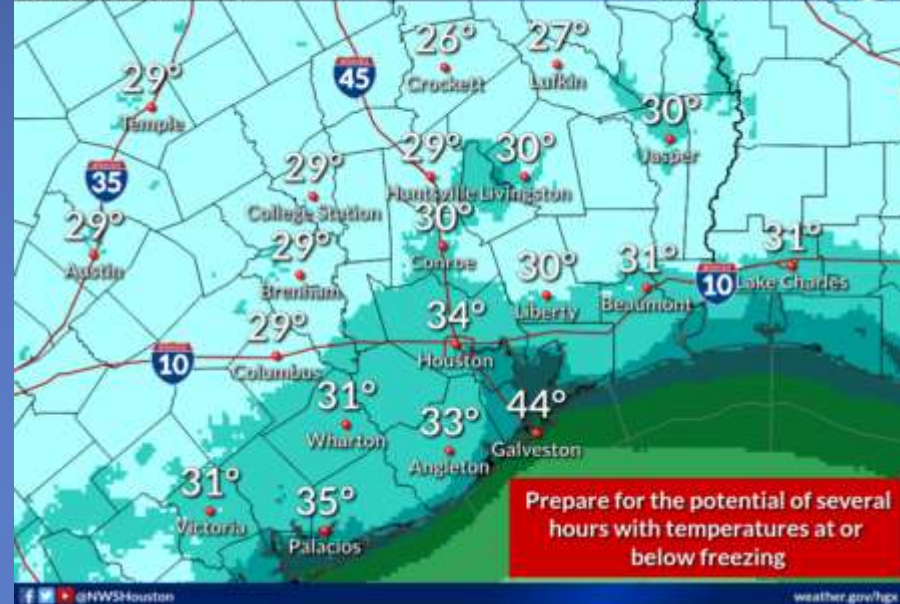 26°
Crockett
27°
Lufkin
29°
Temple
45
30°
Jasper
35
29°
College Station
29°
Huntsville
30°
Livingston
29°
Austin
30°
Conroe
29°
Brenham
30°
Liberty
31°
Beaumont
10
31°
Lake Charles
10
29°
Columbus
34°
Houston
31°
Wharton
33°
Angleton
44°
Galveston
31°
Victoria
35°
Palacios
Prepare for the potential of several
hours with temperatures at or
below freezing
@NWSHouston
weather.gov/hgx